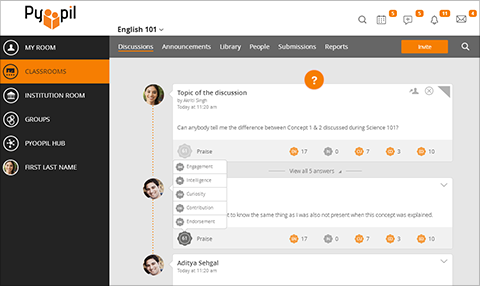 Pyoopil
5
5
11
4
English 101
MY ROOM
CLASSROOMS
INSTITUTION ROOM
GROUPS
PYOOPIL HUB
FIRST LAST NAME
Discussions Announcements Library People Submissions Reports Invite
?
Topic of the discussion
by Akriti Singh
Today at 11:20 am
Can anybody tell me the difference between Concept 1 & 2 discussed during Science 101?
Praise 17 0 7 3 10
Engagement
Intelligence
Curiosity
Contribution
Endorsement
View all 5 answers
t to know the same thing as I was also not present when this concept was explained.
Praise 17 0 7 3 10
Aditya Sehgal
Today at 11:20 am